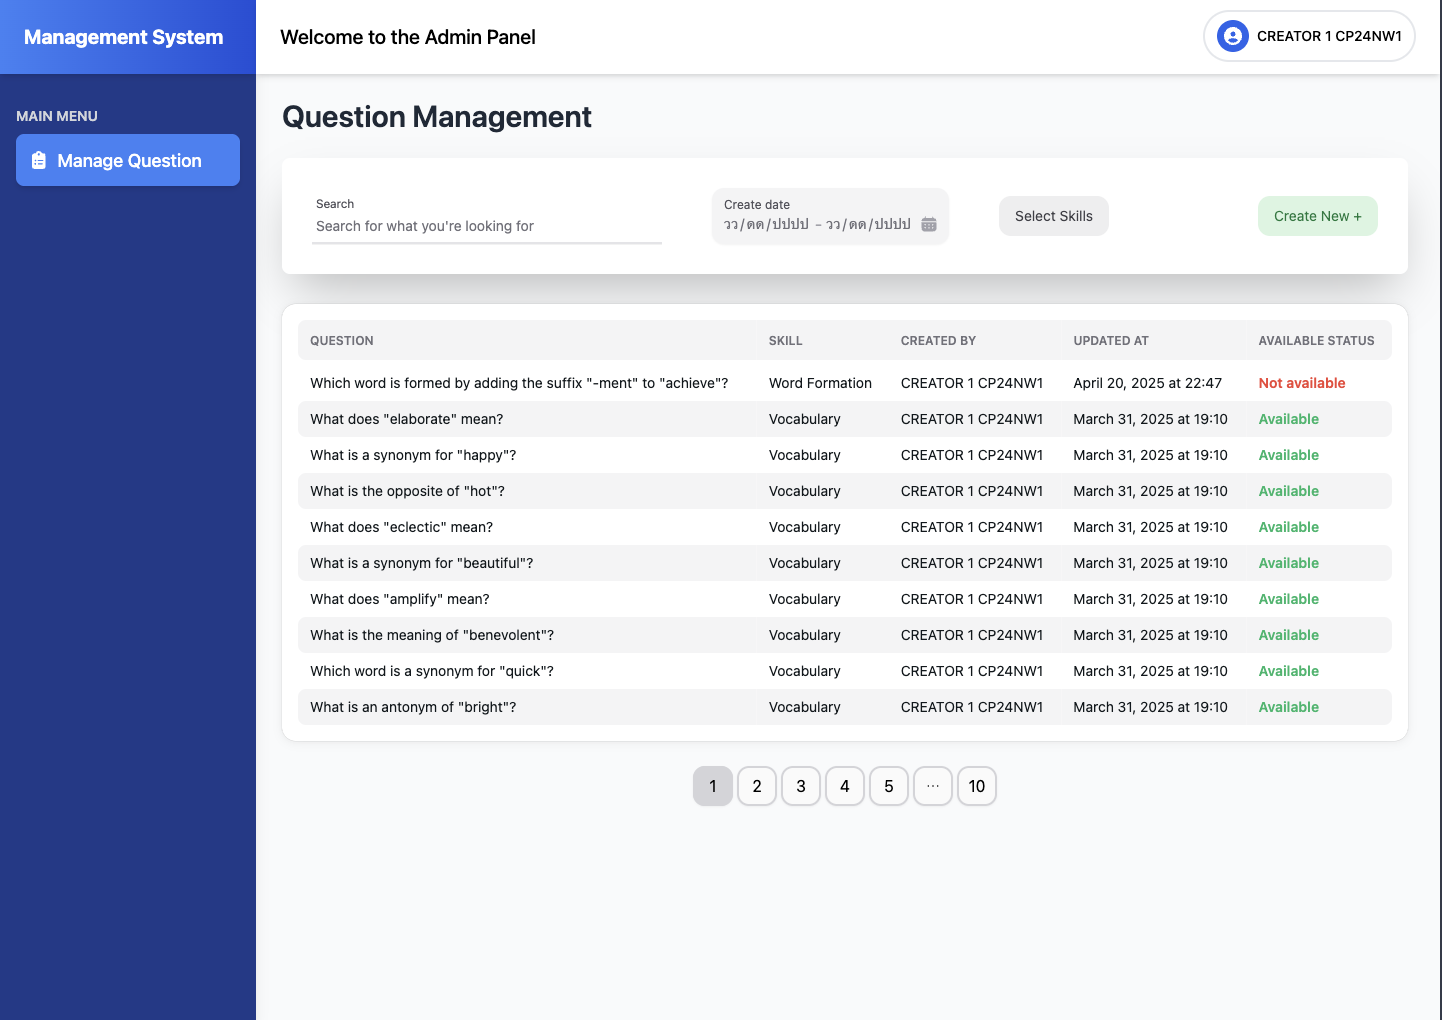 Management System
Welcome to the Admin Panel
CREATOR 1 CP24NW1
MAIN MENU
Manage Question
Question Management
Search
Search for what you're looking for
Create date
วว/ดด/ปปปป – วว/ดด/ปปปป
Select Skills
Create New +
QUESTION SKILL CREATED BY UPDATED AT AVAILABLE STATUS
Which word is formed by adding the suffix "-ment" to "achieve"? Word Formation CREATOR 1 CP24NW1 April 20, 2025 at 22:47 Not available
What does "elaborate" mean? Vocabulary CREATOR 1 CP24NW1 March 31, 2025 at 19:10 Available
What is a synonym for "happy"? Vocabulary CREATOR 1 CP24NW1 March 31, 2025 at 19:10 Available
What is the opposite of "hot"? Vocabulary CREATOR 1 CP24NW1 March 31, 2025 at 19:10 Available
What does "eclectic" mean? Vocabulary CREATOR 1 CP24NW1 March 31, 2025 at 19:10 Available
What is a synonym for "beautiful"? Vocabulary CREATOR 1 CP24NW1 March 31, 2025 at 19:10 Available
What does "amplify" mean? Vocabulary CREATOR 1 CP24NW1 March 31, 2025 at 19:10 Available
What is the meaning of "benevolent"? Vocabulary CREATOR 1 CP24NW1 March 31, 2025 at 19:10 Available
Which word is a synonym for "quick"? Vocabulary CREATOR 1 CP24NW1 March 31, 2025 at 19:10 Available
What is an antonym of "bright"? Vocabulary CREATOR 1 CP24NW1 March 31, 2025 at 19:10 Available
1 2 3 4 5 ... 10